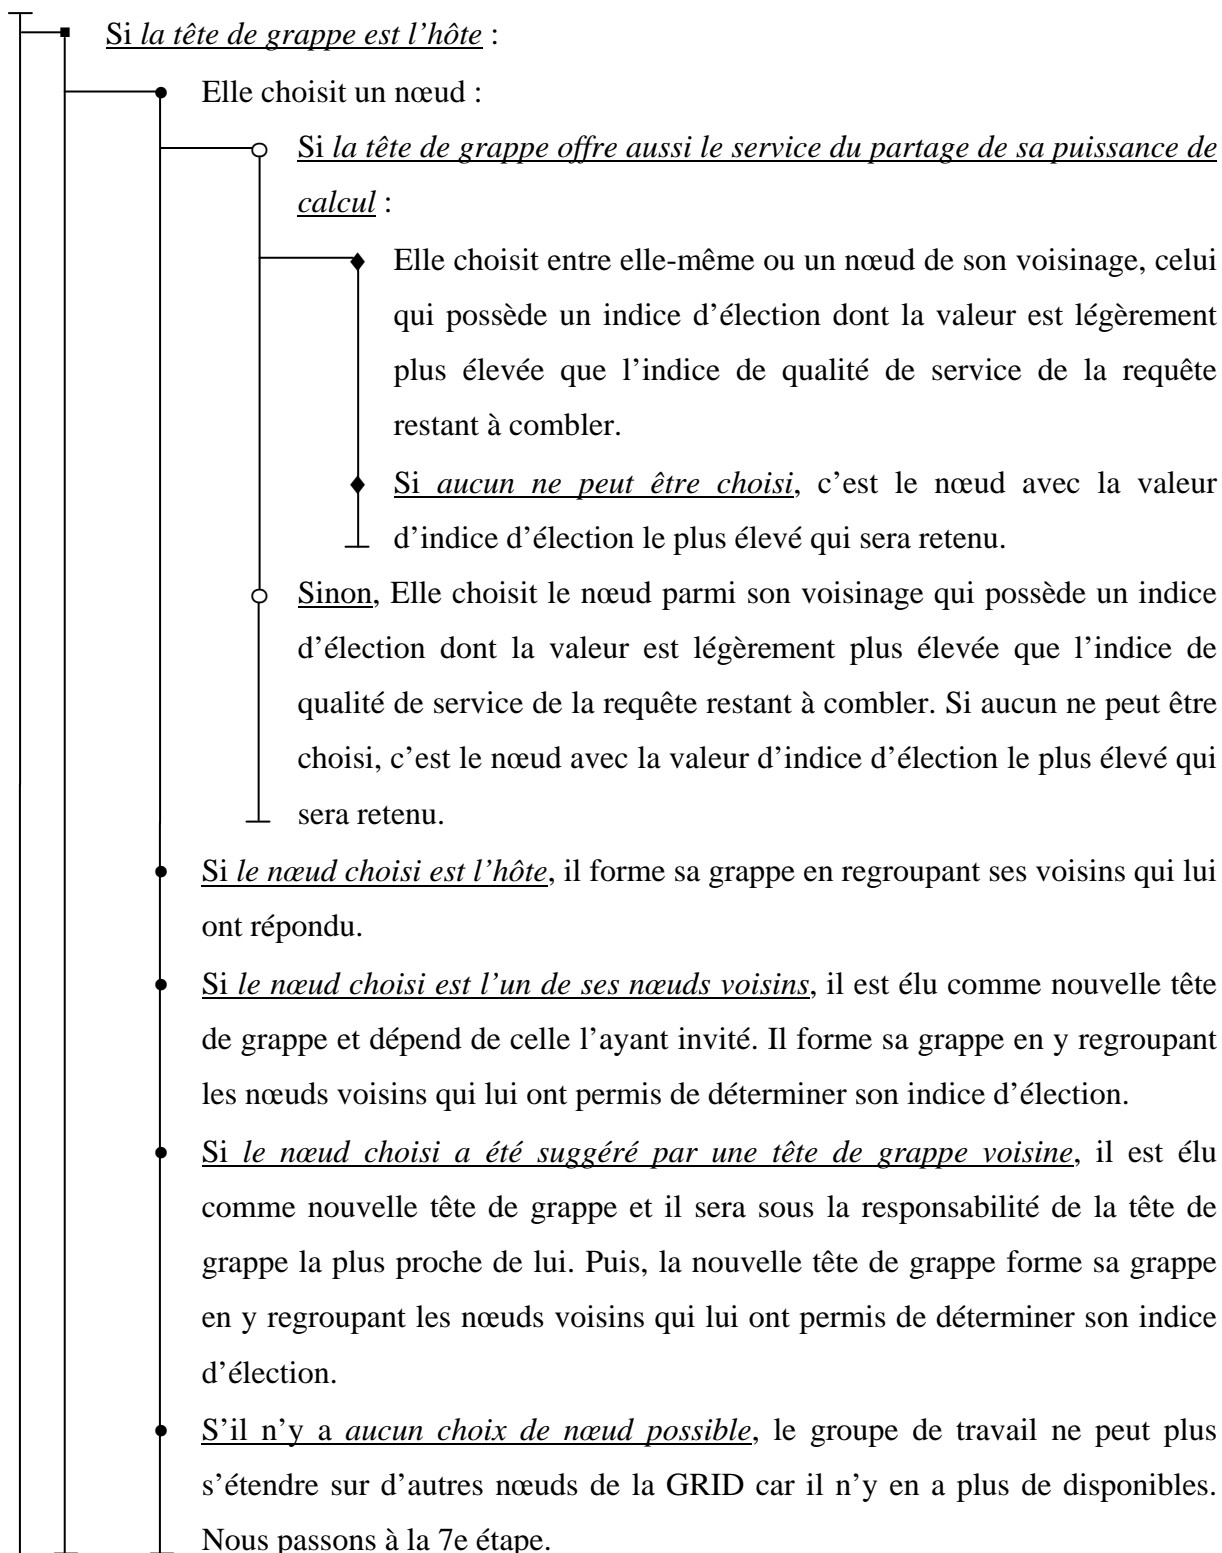 Si la tête de grappe est l’hôte :
Elle choisit un nœud :
Si la tête de grappe offre aussi le service du partage de sa puissance de
calcul :
Elle choisit entre elle-même ou un nœud de son voisinage, celui
qui possède un indice d’élection dont la valeur est légèrement
plus élevée que l’indice de qualité de service de la requête
restant à combler.
Si aucun ne peut être choisi, c’est le nœud avec la valeur
d’indice d’élection le plus élevé qui sera retenu.
Sinon, Elle choisit le nœud parmi son voisinage qui possède un indice
d’élection dont la valeur est légèrement plus élevée que l’indice de
qualité de service de la requête restant à combler. Si aucun ne peut être
choisi, c’est le nœud avec la valeur d’indice d’élection le plus élevé qui
sera retenu.
Si le nœud choisi est l’hôte, il forme sa grappe en regroupant ses voisins qui lui
ont répondu.
Si le nœud choisi est l’un de ses nœuds voisins, il est élu comme nouvelle tête
de grappe et dépend de celle l’ayant invité. Il forme sa grappe en y regroupant
les nœuds voisins qui lui ont permis de déterminer son indice d’élection.
Si le nœud choisi a été suggéré par une tête de grappe voisine, il est élu
comme nouvelle tête de grappe et il sera sous la responsabilité de la tête de
grappe la plus proche de lui. Puis, la nouvelle tête de grappe forme sa grappe
en y regroupant les nœuds voisins qui lui ont permis de déterminer son indice
d’élection.
S’il n’y a aucun choix de nœud possible, le groupe de travail ne peut plus
s’étendre sur d’autres nœuds de la GRID car il n’y en a plus de disponibles.
Nous passons à la 7e étape.